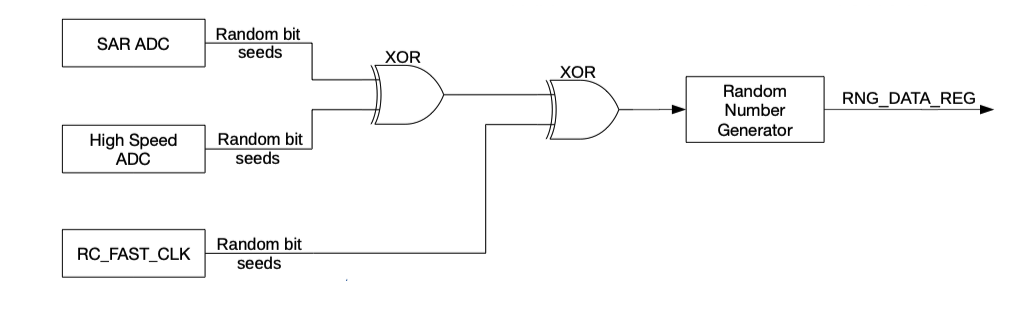 SAR ADC
Random bit
seeds
XOR
High Speed
ADC
Random bit
seeds
XOR
Random
Number
Generator
RNG_DATA_REG
RC_FAST_CLK
Random bit
seeds